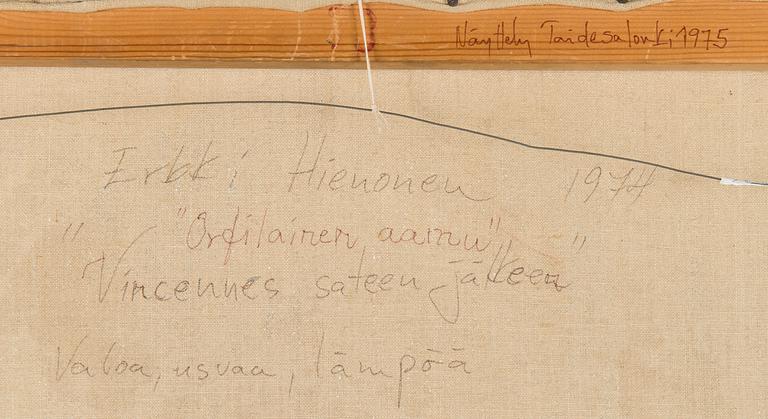 Näyttely Taidesalonki 1975
Erkki Hienonen 1974
"Orfilainen aamu"
"Vincennes sateen jälkeen"
Valoa, usvaa, lämpöä